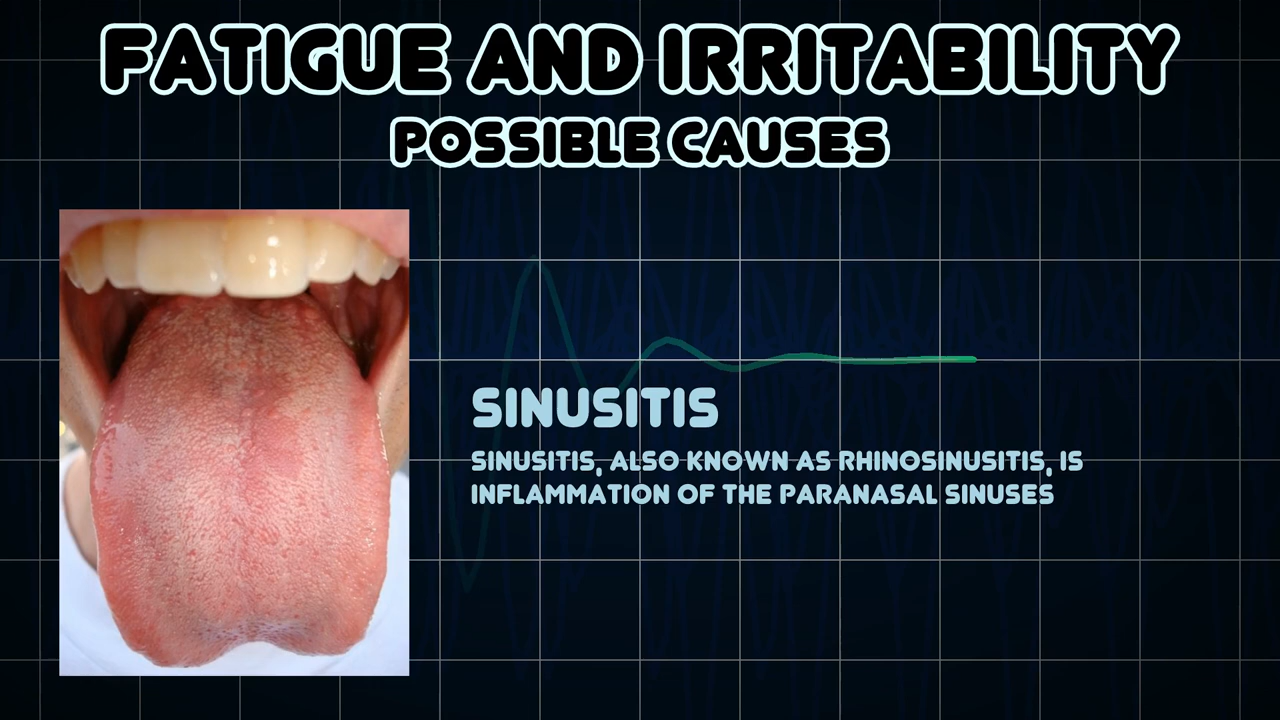 FATIGUE AND IRRITABILITY
POSSIBLE CAUSES
SINUSITIS
SINUSITIS, ALSO KNOWN AS RHINOSINUSITIS, IS
INFLAMMATION OF THE PARANASAL SINUSES